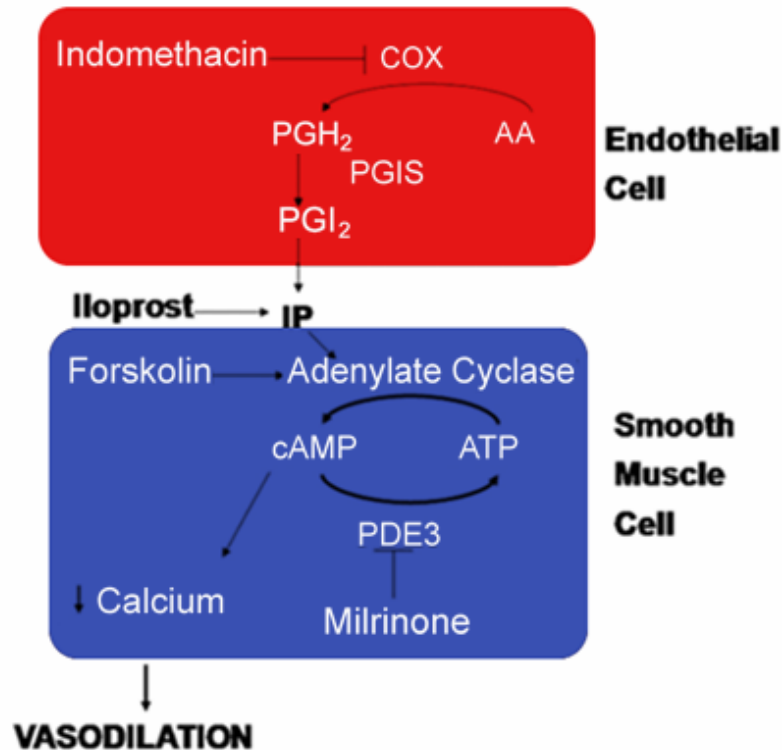 Indomethacin COX
PGH₂ AA
PGIS
PGI₂
Endothelial
Cell
Iloprost IP
Forskolin Adenylate Cyclase
cAMP ATP
PDE3
Calcium
Milrinone
Smooth
Muscle
Cell
VASODILATION